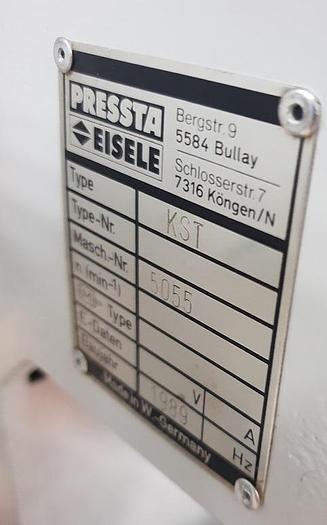 PRESSTA
EISELE
Bergstr. 9
5584 Bullay
Schlosserstr. 7
7316 Köngen/N
Type
KST
Type-Nr.
Masch.-Nr.
5055
n (min-1)
Type
E-Daten
V A Hz
Baujahr
1989
Made in W.-Germany